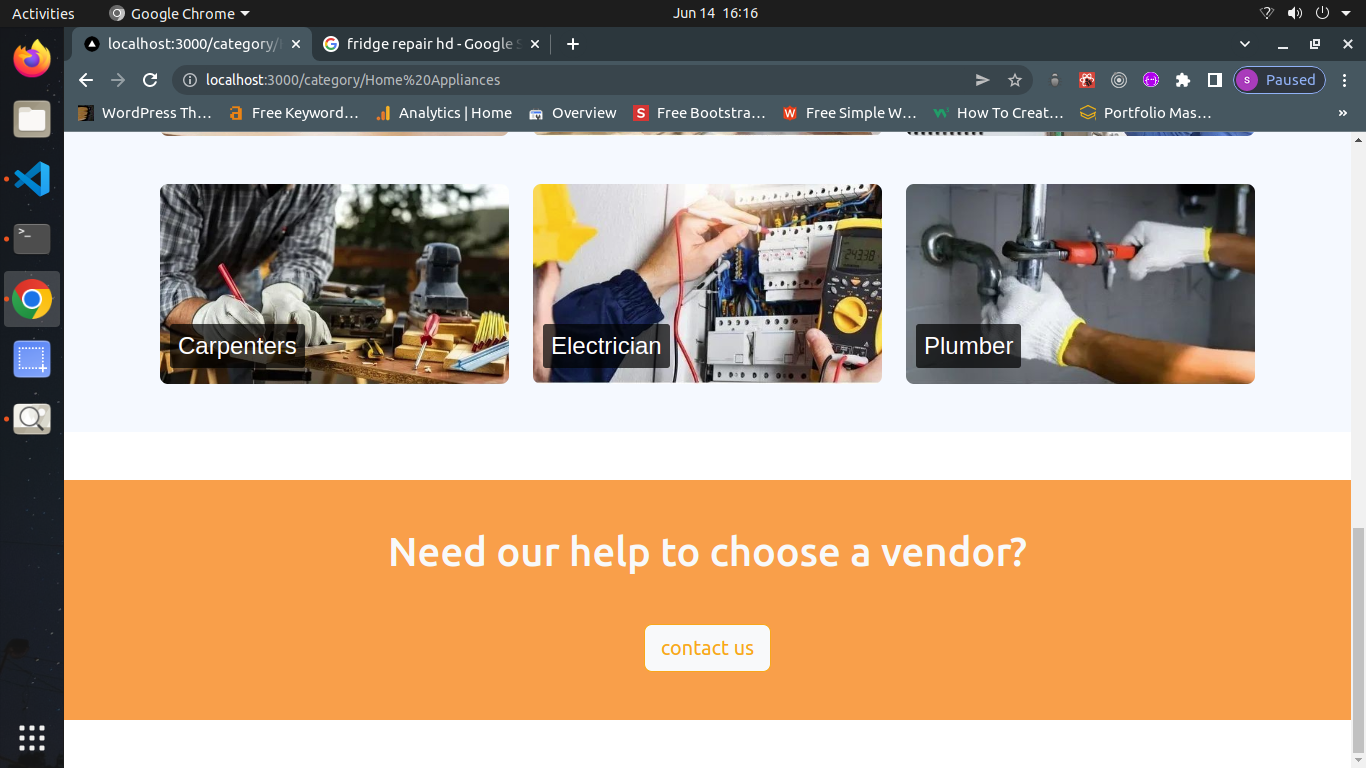 Activities
Google Chrome
Jun 14 16:16
localhost:3000/category/
fridge repair hd - Google S
localhost:3000/category/Home%20Appliances
S Paused
WordPress Th…
Free Keyword…
Analytics | Home
Overview
Free Bootstra…
Free Simple W…
How To Creat…
Portfolio Mas…
»
Carpenters
Electrician
Plumber
Need our help to choose a vendor?
contact us